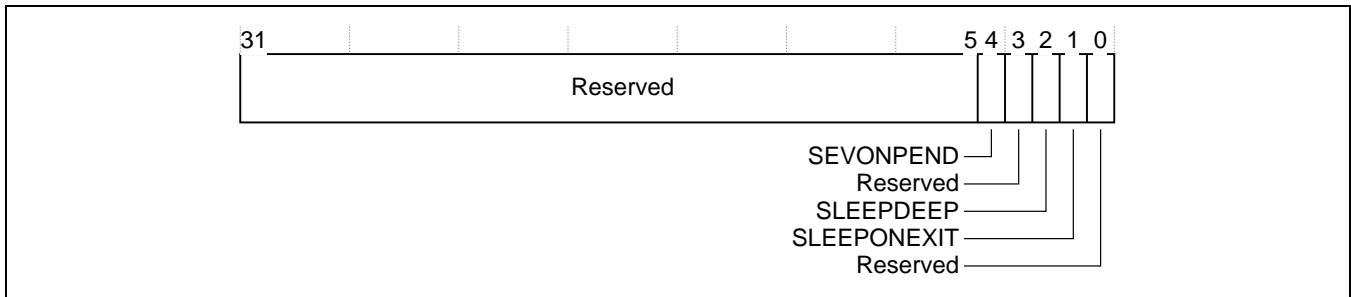 31 5 4 3 2 1 0
Reserved
SEVONPEND
Reserved
SLEEPDEEP
SLEEPONEXIT
Reserved